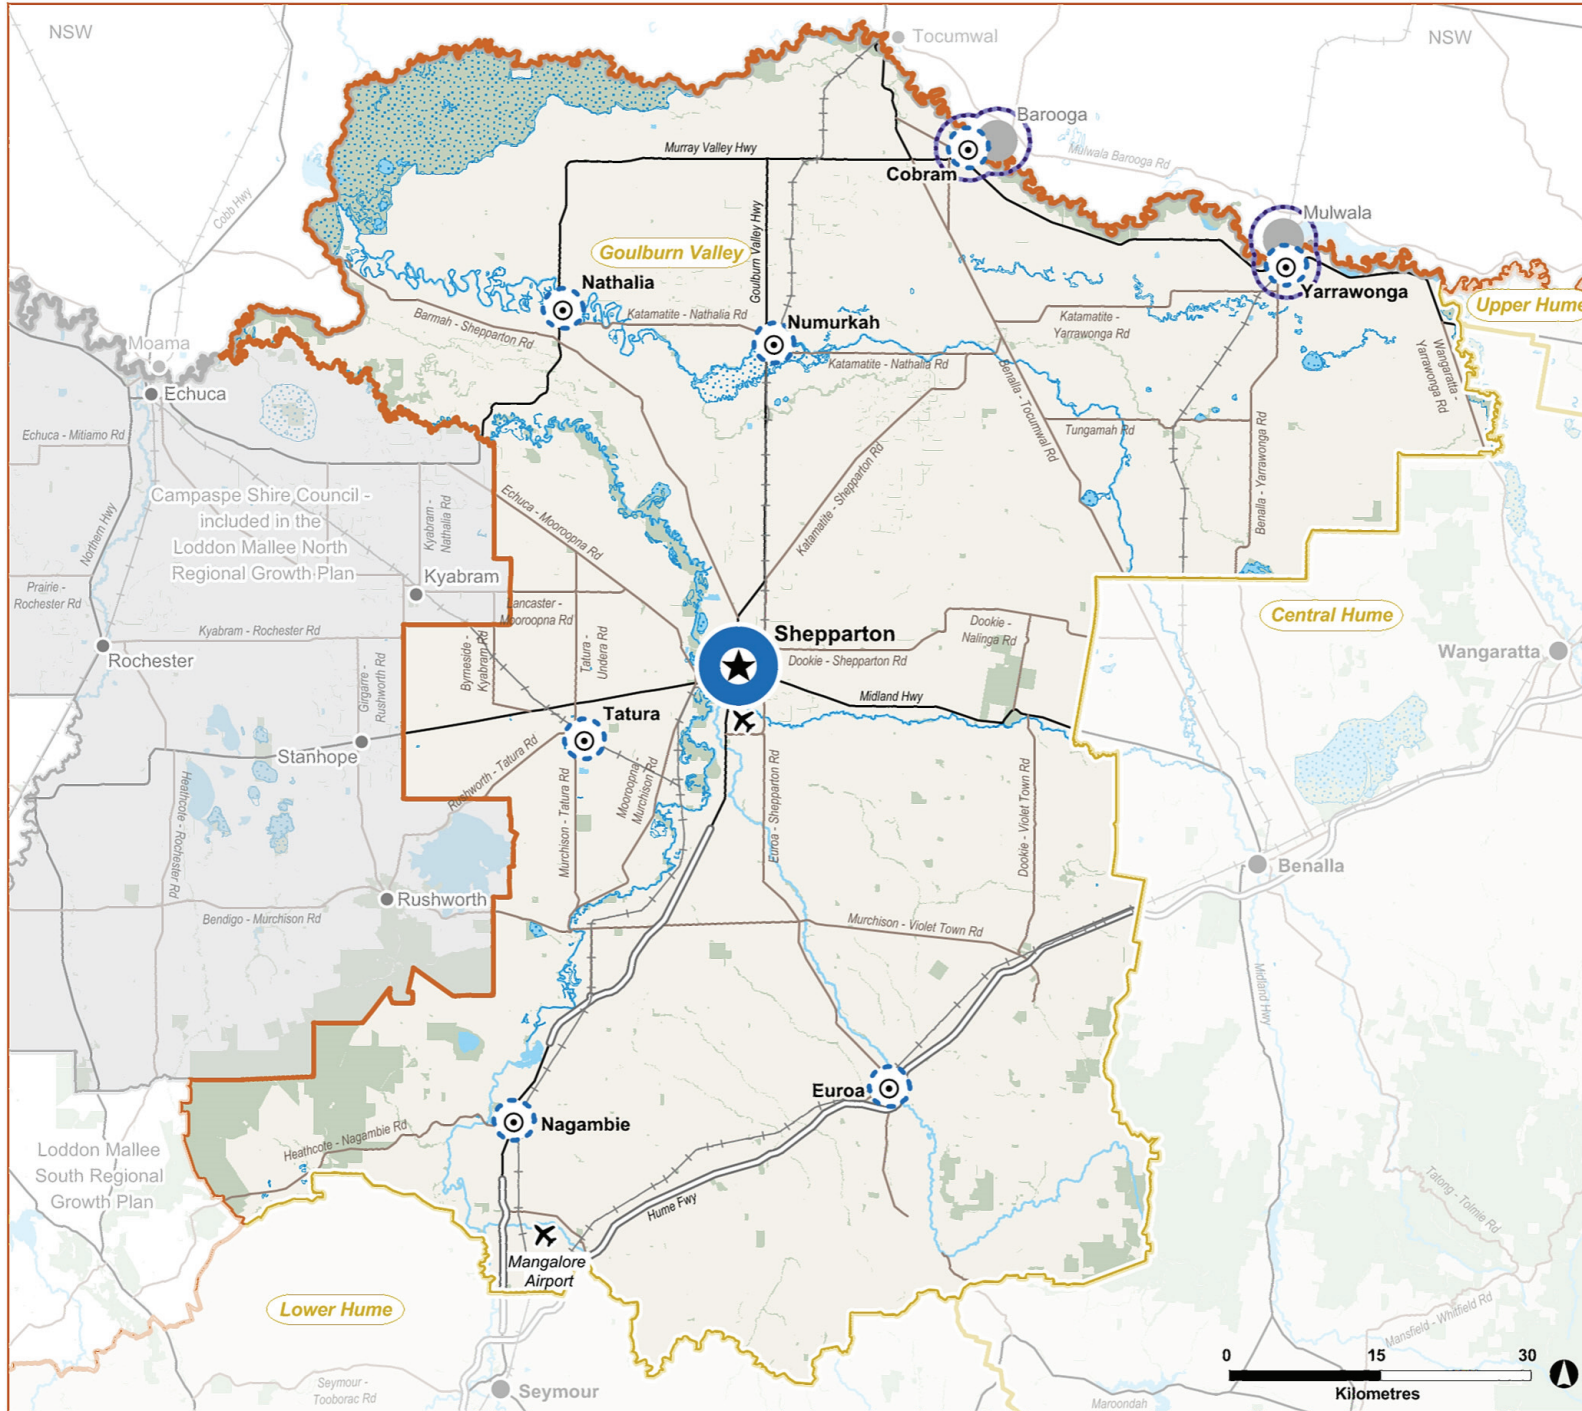 NSW
Tocumwal
NSW
Barooga
Murray Valley Hwy
Mulwala Barooga Rd
Cobram
Cobb Hwy
Goulburn Valley Hwy
Mulwala
Goulburn Valley
Nathalia
Yarrawonga
Upper Hume
Barmah - Shepparton Rd
Katamatite - Nathalia Rd
Numurkah
Katamatite -
Yarrawonga Rd
Moama
Katamatite - Nathalia Rd
Wangaratta -
Yarrawonga Rd
Echuca
Benalla - Tocumwal Rd
Echuca - Mitiamo Rd
Tungamah Rd
Benalla - Yarrawonga Rd
Campaspe Shire Council -
included in the
Loddon Mallee North
Regional Growth Plan
Northern Hwy
Kyabram -
Nathalia Rd
Echuca - Mooroopna Rd
Katamatite - Shepparton Rd
Prairie -
Rochester Rd
Kyabram
Lancaster -
Mooroopna Rd
Central Hume
Kyabram - Rochester Rd
Shepparton
Dookie -
Nalinga Rd
Rochester
Girgarre -
Rushworth Rd
Byrneside -
Kyabram Rd
Tatura -
Undera Rd
Dookie - Shepparton Rd
Wangaratta
Midland Hwy
Tatura
Stanhope
Rushworth - Tatura Rd
Heathcote - Rochester Rd
Murchison - Tatura Rd
Mooroopna -
Murchison Rd
Euroa - Shepparton Rd
Dookie - Violet Town Rd
Benalla
Rushworth
Bendigo - Murchison Rd
Murchison - Violet Town Rd
Midland Hwy
Euroa
Nagambie
Heathcote - Nagambie Rd
Loddon Mallee
South Regional
Growth Plan
Hume Fwy
Tatong - Tolmie Rd
Mangalore
Airport
Lower Hume
Mansfield - Whitfield Rd
0 15 30
Kilometres
Seymour -
Tooborac Rd
Seymour
Maroondah